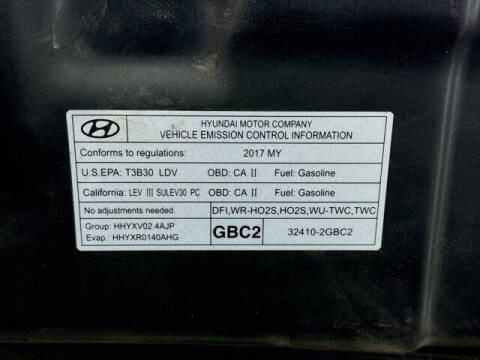 HYUNDAI MOTOR COMPANY
VEHICLE EMISSION CONTROL INFORMATION
Conforms to regulations: 2017 MY
U.S.EPA: T3B30 LDV OBD: CA II Fuel: Gasoline
California: LEV III SULEV30 PC OBD: CA II Fuel: Gasoline
No adjustments needed. DFI,WR-HO2S,HO2S,WU-TWC,TWC
Group: HHYXV02.4AJP
Evap.: HHYXR0140AHG
GBC2 32410-2GBC2